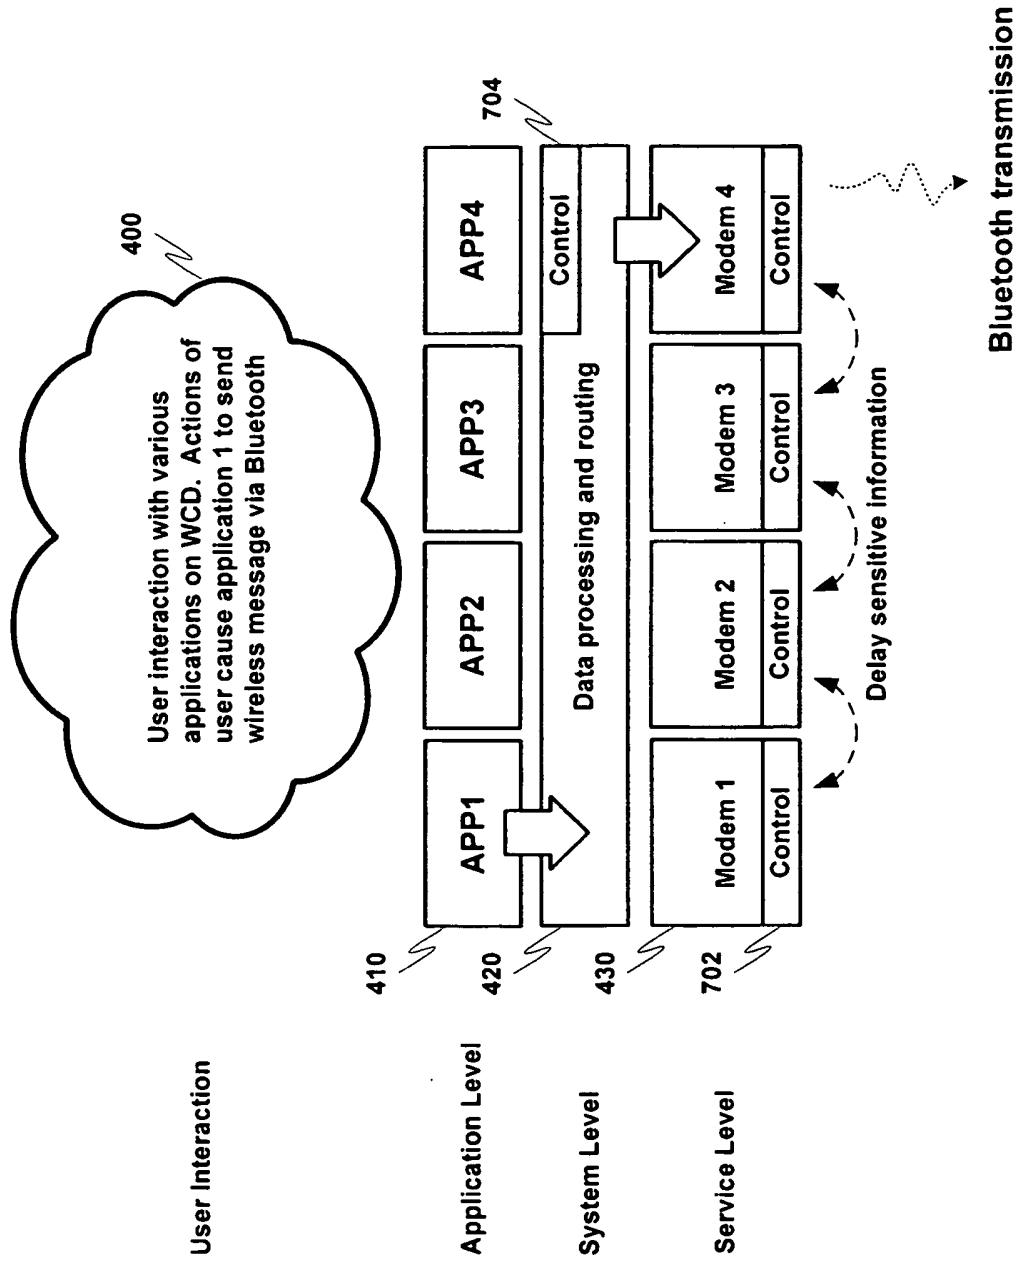 User Interaction
400
User interaction with various
applications on WCD. Actions of
user cause application 1 to send
wireless message via Bluetooth
Application Level
410
APP1
APP2
APP3
APP4
System Level
420
Data processing and routing
Control
704
Service Level
430
Modem 1
Modem 2
Modem 3
Modem 4
702
Control
Control
Control
Control
Delay sensitive information
Bluetooth transmission